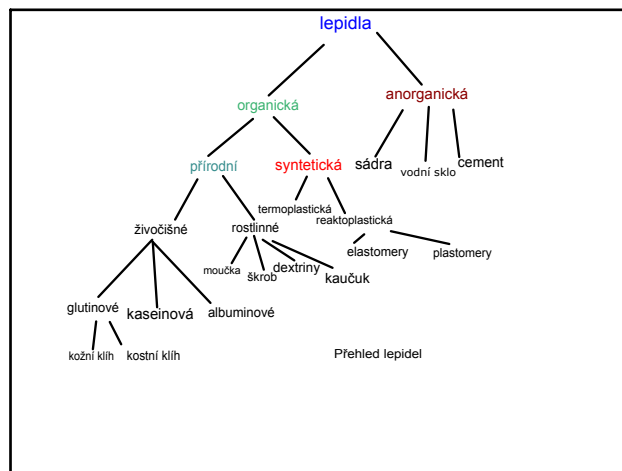 lepidla
anorganická
organická
přírodní
syntetická
sádra
vodní sklo
cement
termoplastická
reaktoplastická
živočišné
rostlinné
elastomery
plastomery
moučka
škrob
dextriny
kaučuk
glutinové
kaseinová
albuminové
kožní klíh
kostní klíh
Přehled lepidel